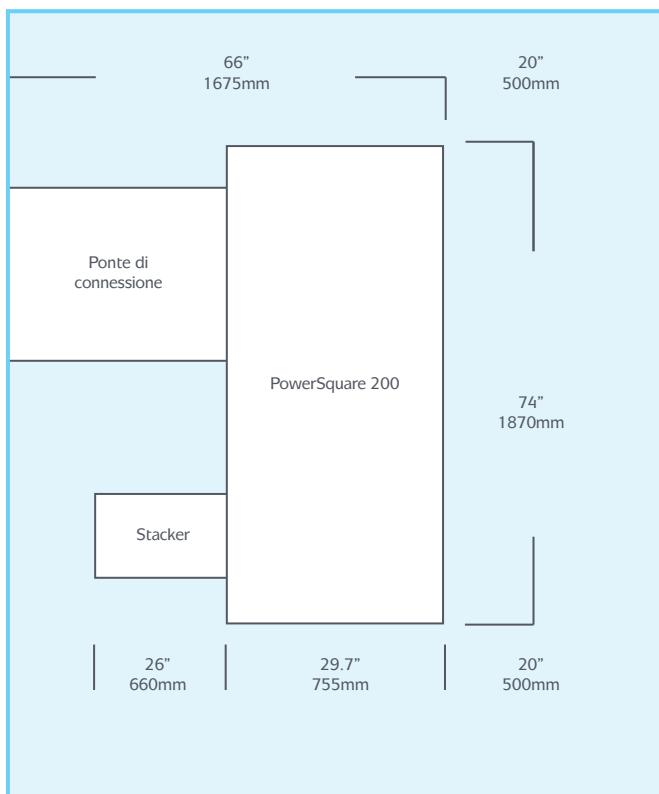 66”
1675mm
20”
500mm
Ponte di
connessione
PowerSquare 200
74”
1870mm
Stacker
26”
660mm
29.7”
755mm
20”
500mm